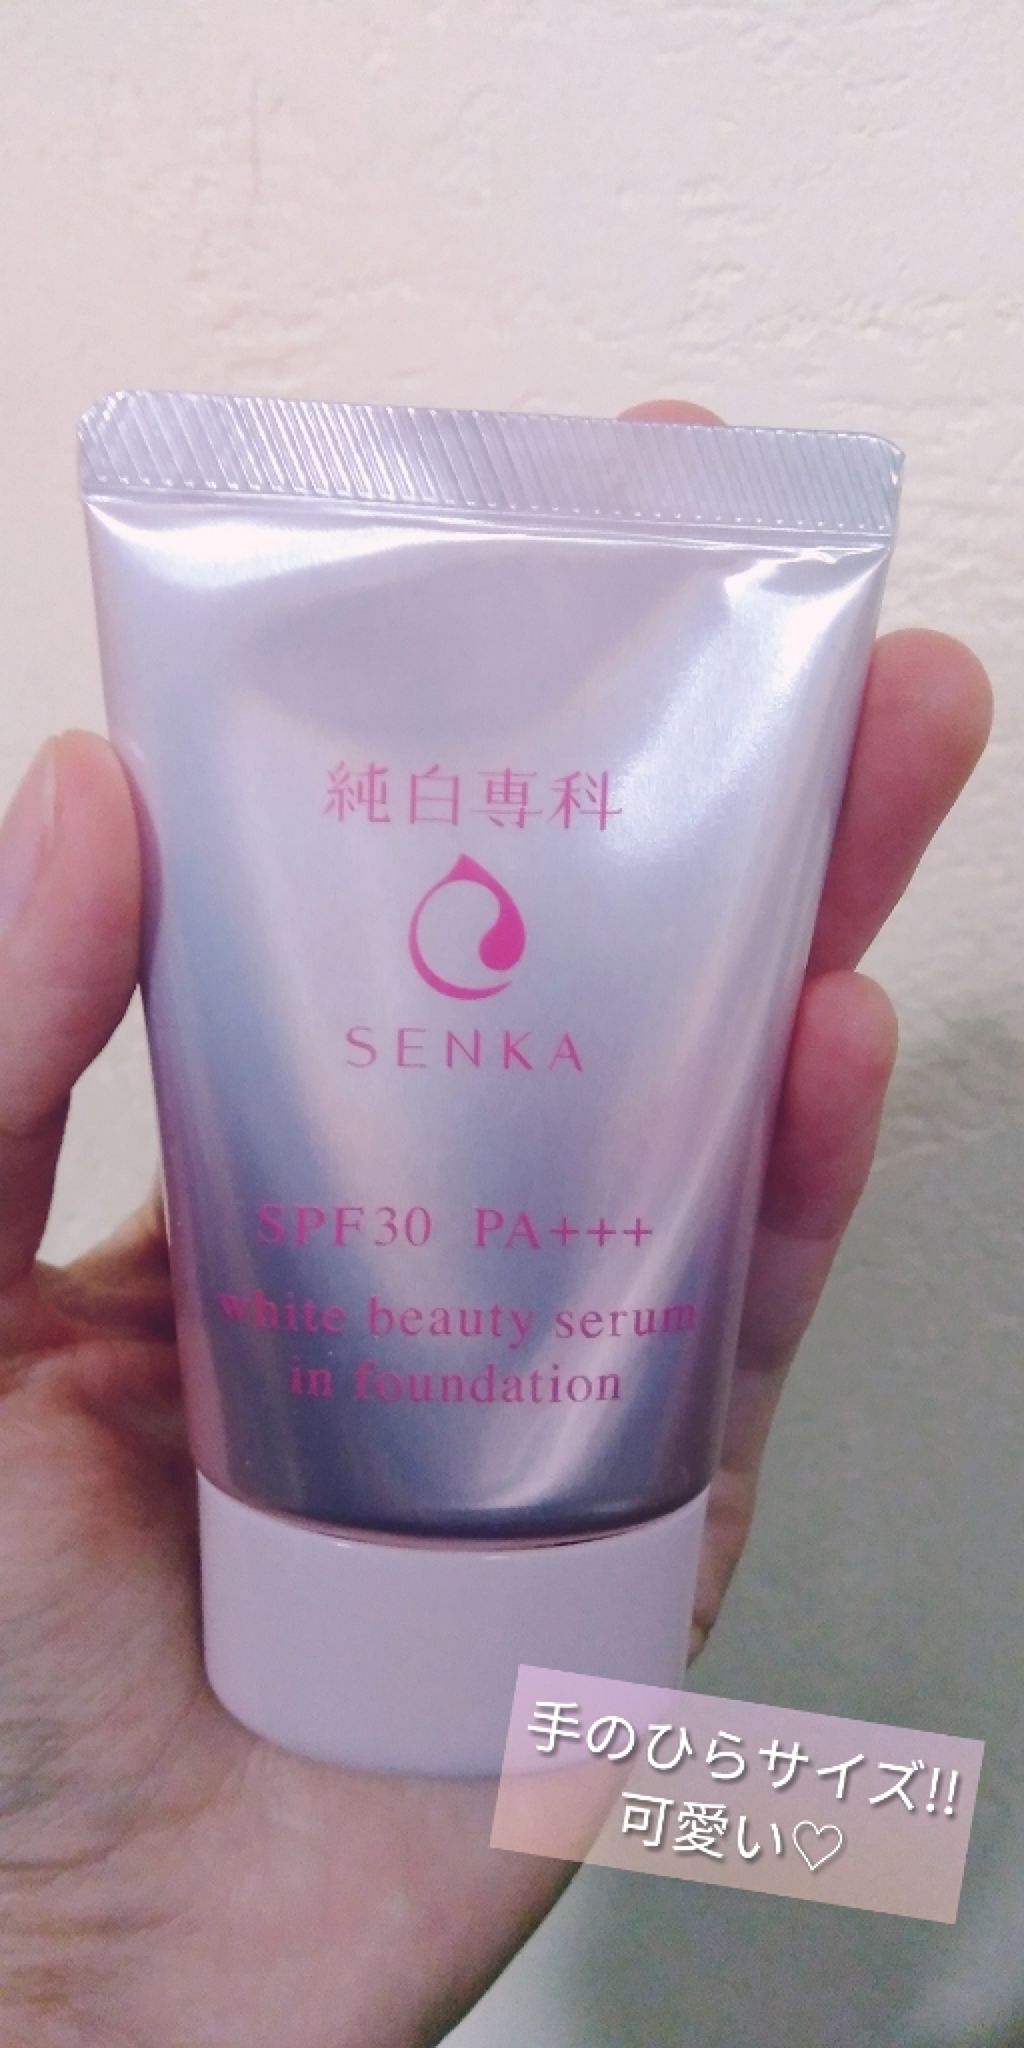 純白専科
SENKA
SPF30 PA+++
white beauty serum
in foundation
手のひらサイズ!!
可愛い♡